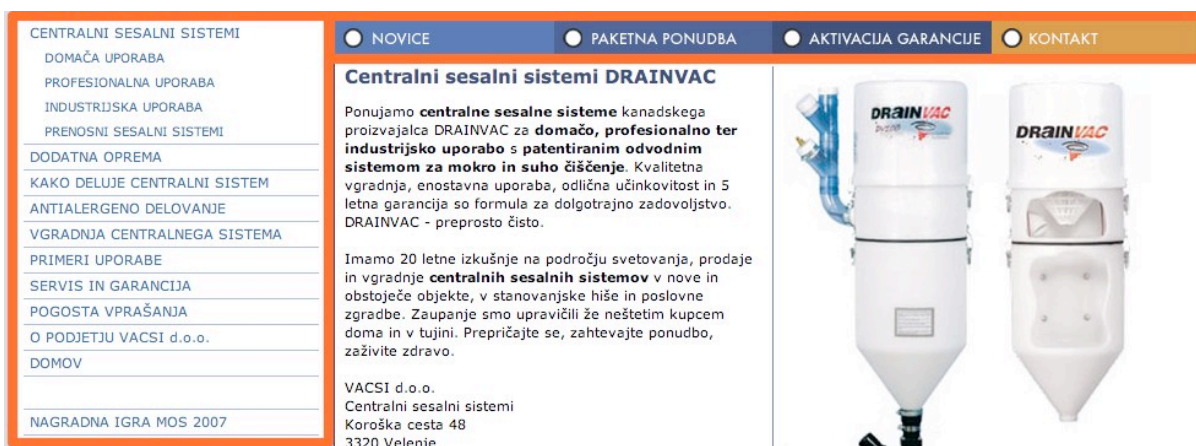 CENTRALNI SESALNI SISTEMI
DOMAČA UPORABA
PROFESIONALNA UPORABA
INDUSTRIJSKA UPORABA
PRENOSNI SESALNI SISTEMI
DODATNA OPREMA
KAKO DELUJE CENTRALNI SISTEM
ANTIALERGENO DELOVANJE
VGRADNJA CENTRALNEGA SISTEMA
PRIMERI UPORABE
SERVIS IN GARANCIJA
POGOSTA VPRAŠANJA
O PODJETJU VACSI d.o.o.
DOMOV
NAGRADNA IGRA MOS 2007
NOVICE
PAKETNA PONUDBA
AKTIVACIJA GARANCIJE
KONTAKT
Centralni sesalni sistemi DRAINVAC
Ponujamo centralne sesalne sisteme kanadskega
proizvajalca DRAINVAC za domačo, profesionalno ter
industrijsko uporabo s patentiranim odvodnim
sistemom za mokro in suho čiščenje. Kvalitetna
vgradnja, enostavna uporaba, odlična učinkovitost in 5
letna garancija so formula za dolgotrajno zadovoljstvo.
DRAINVAC - preprosto čisto.
Imamo 20 letne izkušnje na področju svetovanja, prodaje
in vgradnje centralnih sesalnih sistemov v nove in
obstoječe objekte, v stanovanjske hiše in poslovne
zgradbe. Zaupanje smo upravičili že neštetim kupcem
doma in v tujini. Prepričajte se, zahtevajte ponudbo,
zaživite zdravo.
VACSI d.o.o.
Centralni sesalni sistemi
Koroška cesta 48
3320 Velenje
DRAINVAC
DRAINVAC